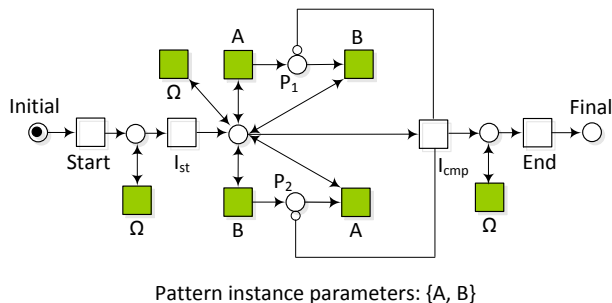 A
B
P1
Ω
Initial
Final
Start
Ist
Icmp
End
P2
Ω
B
A
Ω
Pattern instance parameters: {A, B}